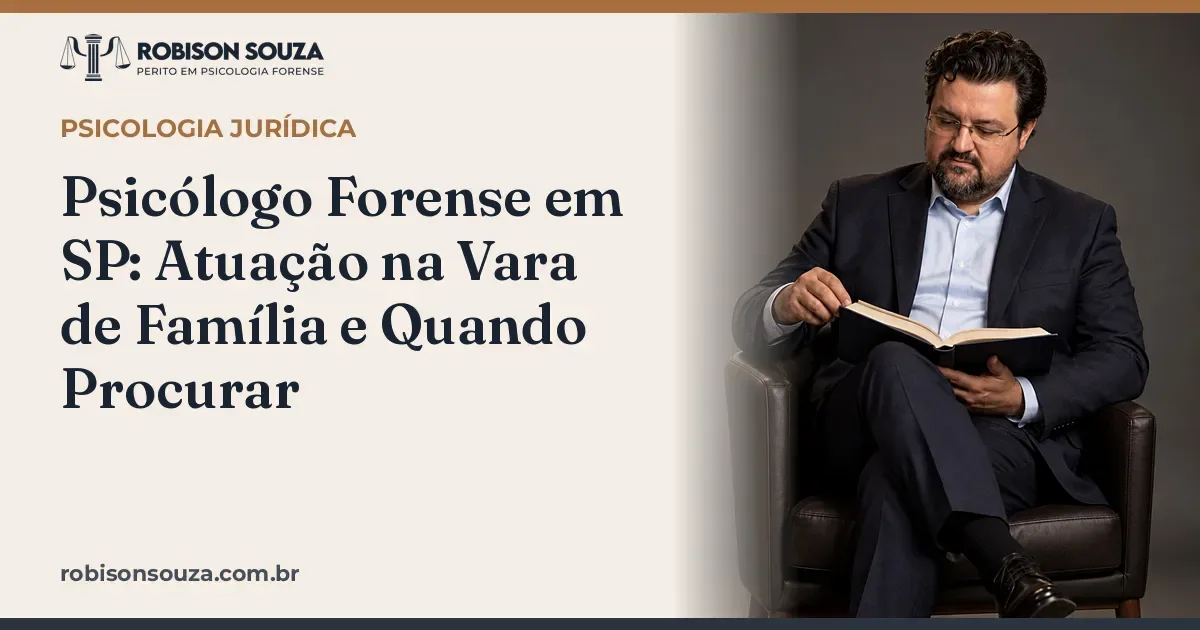 ROBISON SOUZA
PERITO EM PSICOLOGIA FORENSE
PSICOLOGIA JURÍDICA
Psicólogo Forense em
SP: Atuação na Vara
de Família e Quando
Procurar
robisonsouza.com.br